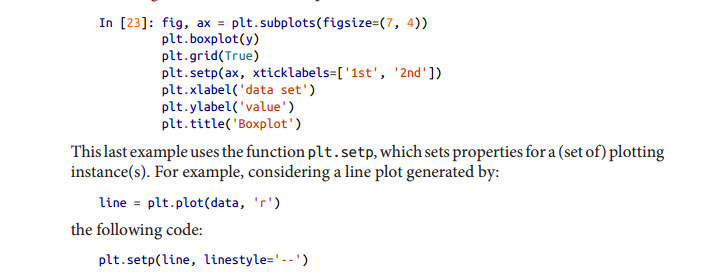 In [23]: fig, ax = plt.subplots(figsize=(7, 4))
plt.boxplot(y)
plt.grid(True)
plt.setp(ax, xticklabels=['1st', '2nd'])
plt.xlabel('data set')
plt.ylabel('value')
plt.title('Boxplot')
This last example uses the function plt.setp, which sets properties for a (set of) plotting
instance(s). For example, considering a line plot generated by:
line = plt.plot(data, 'r')
the following code:
plt.setp(line, linestyle='--')